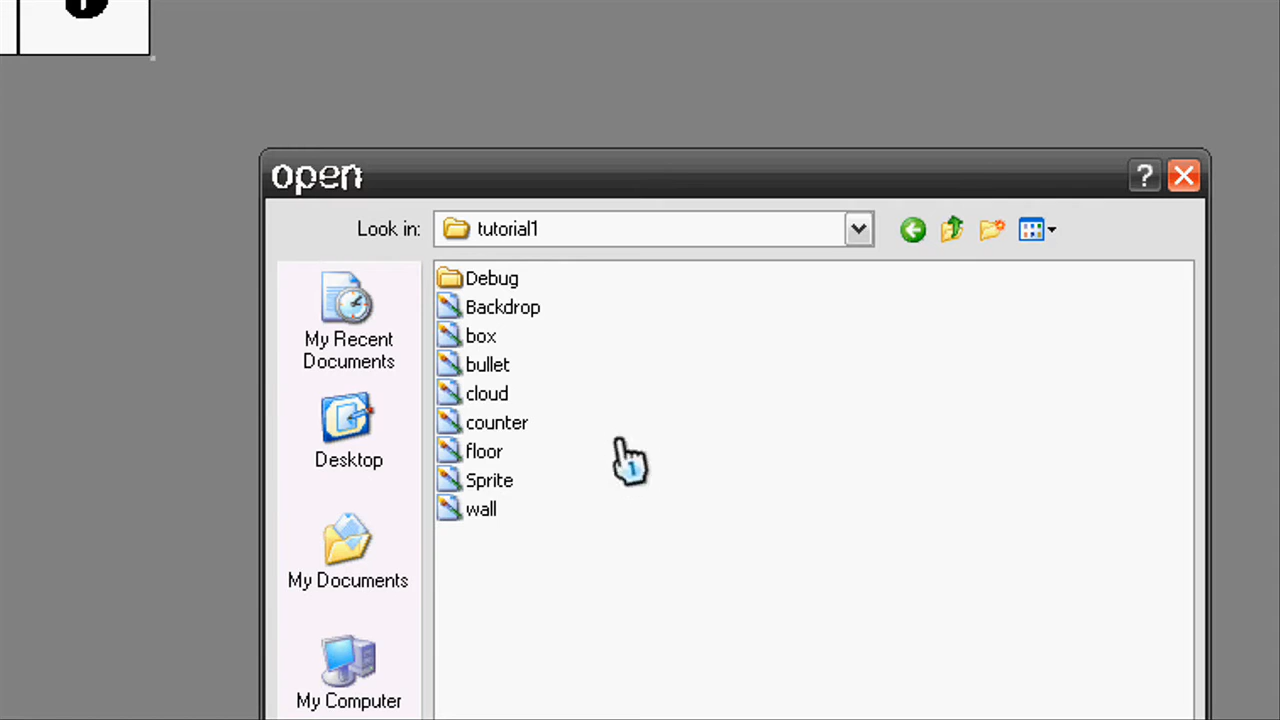 open
Look in:
tutorial1
Debug
Backdrop
box
bullet
cloud
counter
floor
Sprite
wall
My Recent
Documents
Desktop
My Documents
My Computer